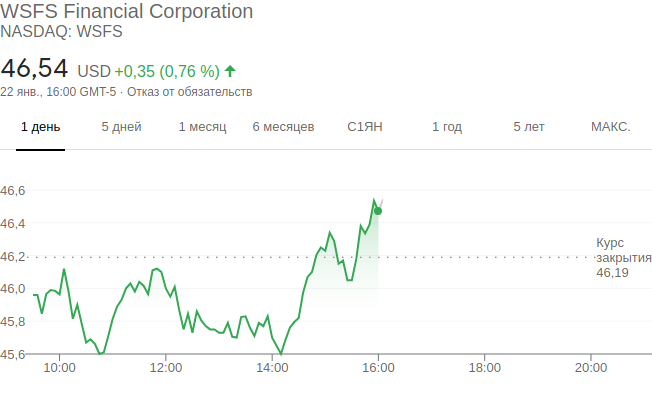 WSFS Financial Corporation
NASDAQ: WSFS
46,54 USD +0,35 (0,76 %)
22 янв., 16:00 GMT-5 · Отказ от обязательств
1 день 5 дней 1 месяц 6 месяцев С1ЯН 1 год 5 лет МАКС.
46,6
46,4
Курс
46,2 закрытия
46,19
46,0
45,8
45,6
10:00 12:00 14:00 16:00 18:00 20:00